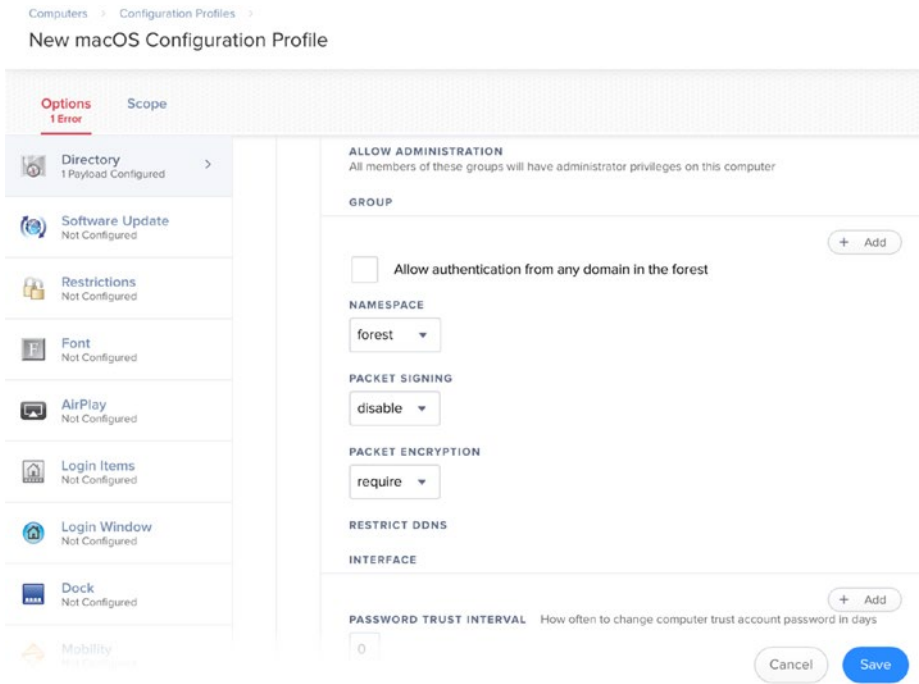 Computers > Configuration Profiles >
New macOS Configuration Profile
Options
1 Error
Scope
Directory
1 Payload Configured
Software Update
Not Configured
Restrictions
Not Configured
Font
Not Configured
AirPlay
Not Configured
Login Items
Not Configured
Login Window
Not Configured
Dock
Not Configured
Mobility
Not Configured
ALLOW ADMINISTRATION
All members of these groups will have administrator privileges on this computer
GROUP
+ Add
Allow authentication from any domain in the forest
NAMESPACE
forest
PACKET SIGNING
disable
PACKET ENCRYPTION
require
RESTRICT DDNS
INTERFACE
+ Add
PASSWORD TRUST INTERVAL How often to change computer trust account password in days
0
Cancel
Save